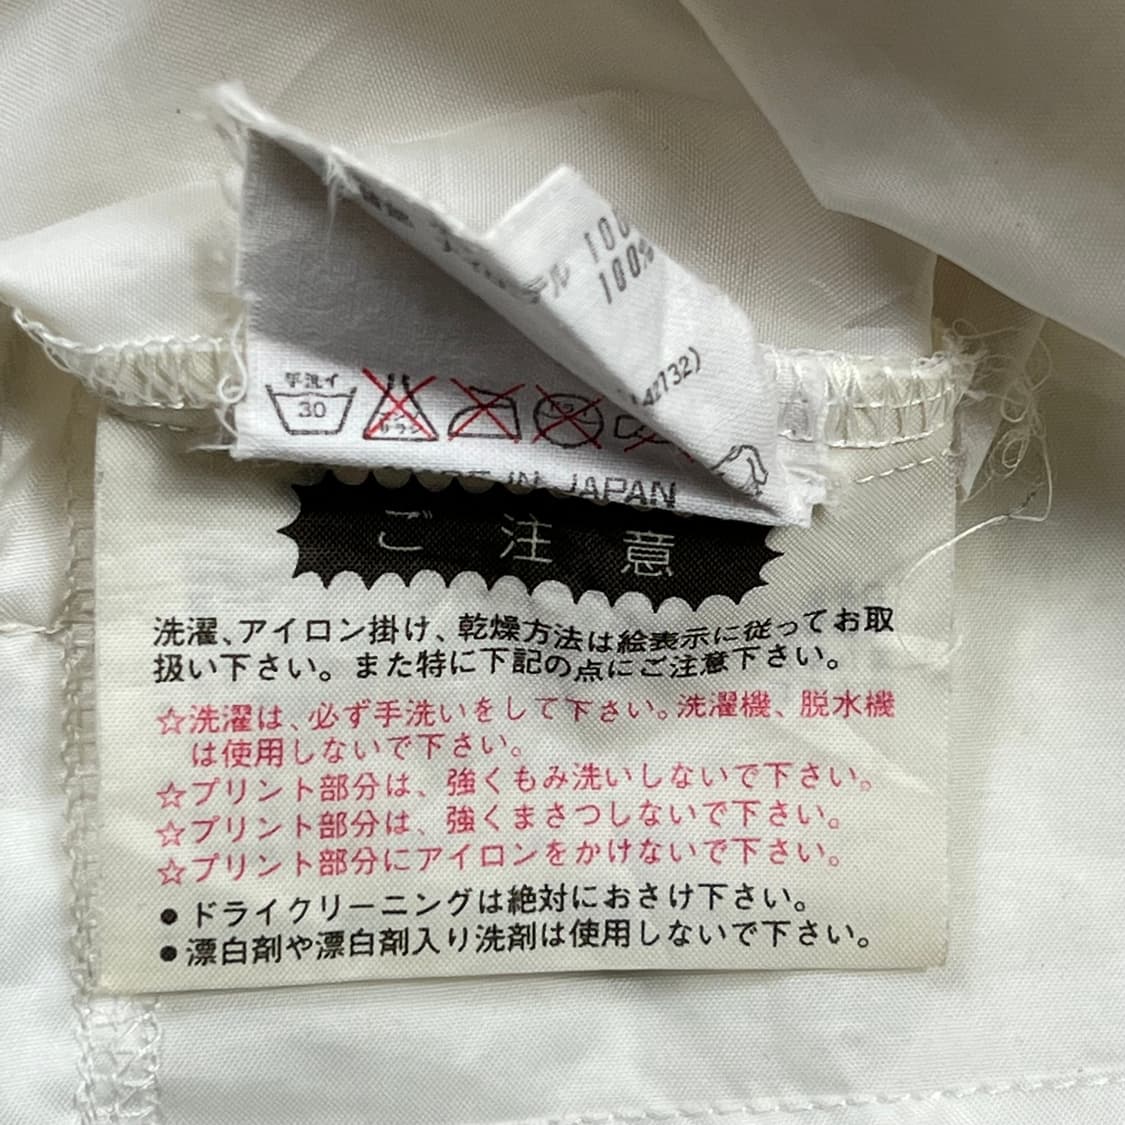 100
100%
42732)
手洗イ
30
IN JAPAN
ご注意
洗濯、アイロン掛け、乾燥方法は絵表示に従ってお取
扱い下さい。また特に下記の点にご注意下さい。
☆洗濯は、必ず手洗いをして下さい。洗濯機、脱水機
は使用しないで下さい。
☆プリント部分は、強くもみ洗いしないで下さい。
☆プリント部分は、強くまさつしないで下さい。
☆プリント部分にアイロンをかけないで下さい。
●ドライクリーニングは絶対におさけ下さい。
●漂白剤や漂白剤入り洗剤は使用しないで下さい。